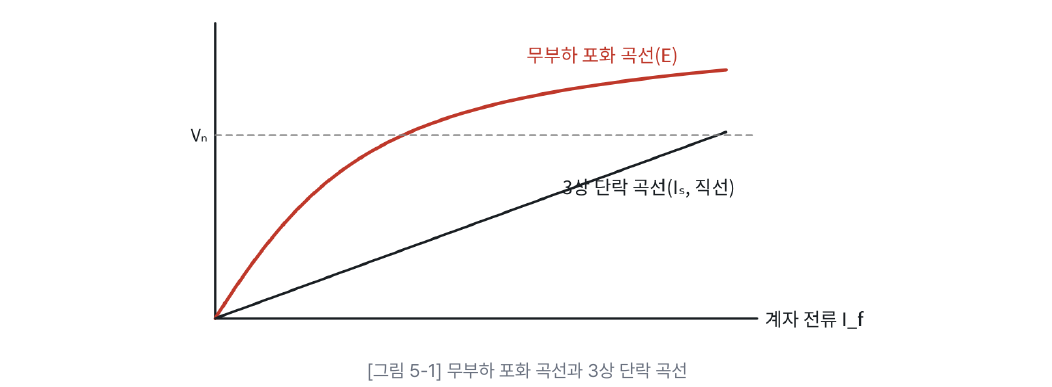 무부하 포화 곡선(E)
Vₙ
3상 단락 곡선(Iₛ, 직선)
계자 전류 I_f
[그림 5-1] 무부하 포화 곡선과 3상 단락 곡선